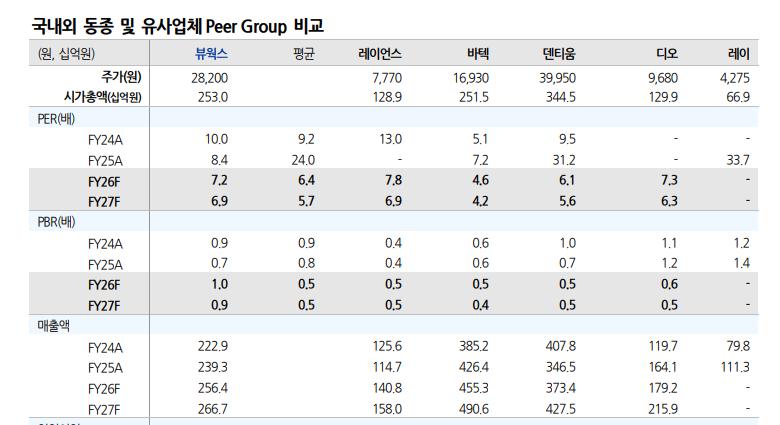 국내외 동종 및 유사업체 Peer Group 비교
(원, 십억원) 뷰웍스 평균 레이언스 바텍 덴티움 디오 레이
주가(원) 28,200 7,770 16,930 39,950 9,680 4,275
시가총액(십억원) 253.0 128.9 251.5 344.5 129.9 66.9
PER(배)
FY24A 10.0 9.2 13.0 5.1 9.5 - -
FY25A 8.4 24.0 - 7.2 31.2 - 33.7
FY26F 7.2 6.4 7.8 4.6 6.1 7.3 -
FY27F 6.9 5.7 6.9 4.2 5.6 6.3 -
PBR(배)
FY24A 0.9 0.9 0.4 0.6 1.0 1.1 1.2
FY25A 0.7 0.8 0.4 0.6 0.7 1.2 1.4
FY26F 1.0 0.5 0.5 0.5 0.5 0.6 -
FY27F 0.9 0.5 0.5 0.4 0.5 0.5 -
매출액
FY24A 222.9 125.6 385.2 407.8 119.7 79.8
FY25A 239.3 114.7 426.4 346.5 164.1 111.3
FY26F 256.4 140.8 455.3 373.4 179.2 -
FY27F 266.7 158.0 490.6 427.5 215.9 -